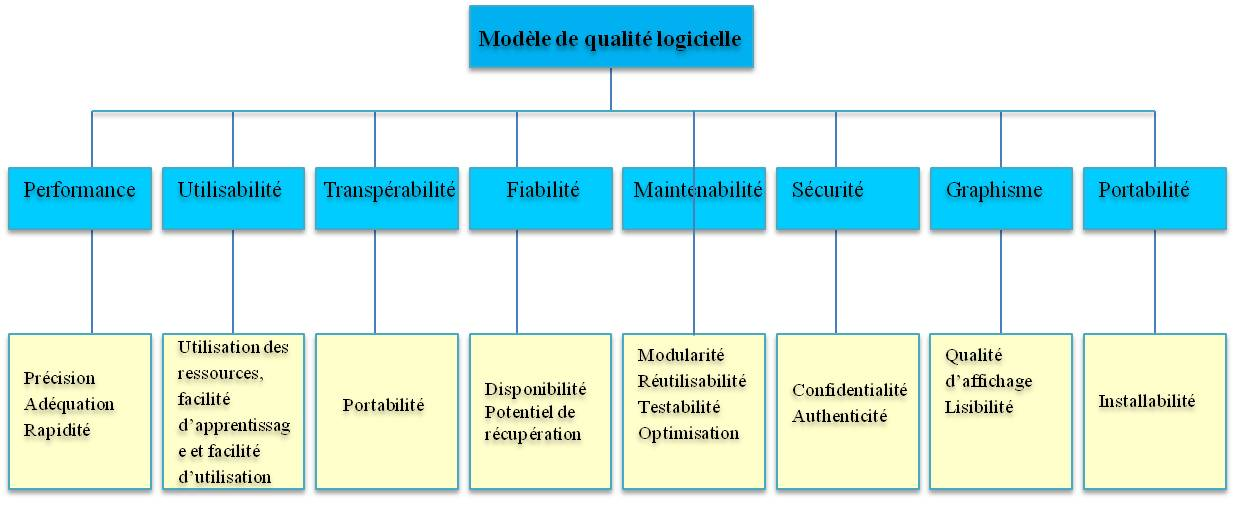 Modèle de qualité logicielle
Performance
Utilisabilité
Transpérabilité
Fiabilité
Maintenabilité
Sécurité
Graphisme
Portabilité
Précision
Adéquation
Rapidité
Utilisation des
ressources,
facilité
d'apprentissag
e et facilité
d'utilisation
Portabilité
Disponibilité
Potentiel de
récupération
Modularité
Réutilisabilité
Testabilité
Optimisation
Confidentialité
Authenticité
Qualité
d'affichage
Lisibilité
Installabilité